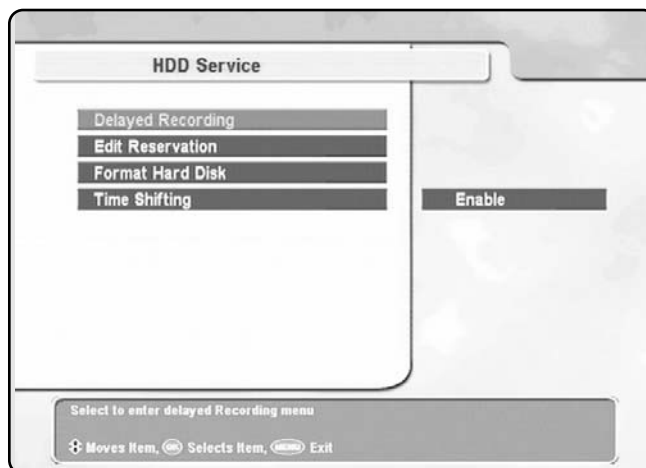 HDD Service
Delayed Recording
Edit Reservation
Format Hard Disk
Time Shifting Enable
Select to enter delayed Recording menu
Moves Item, OK Selects Item, MENU Exit